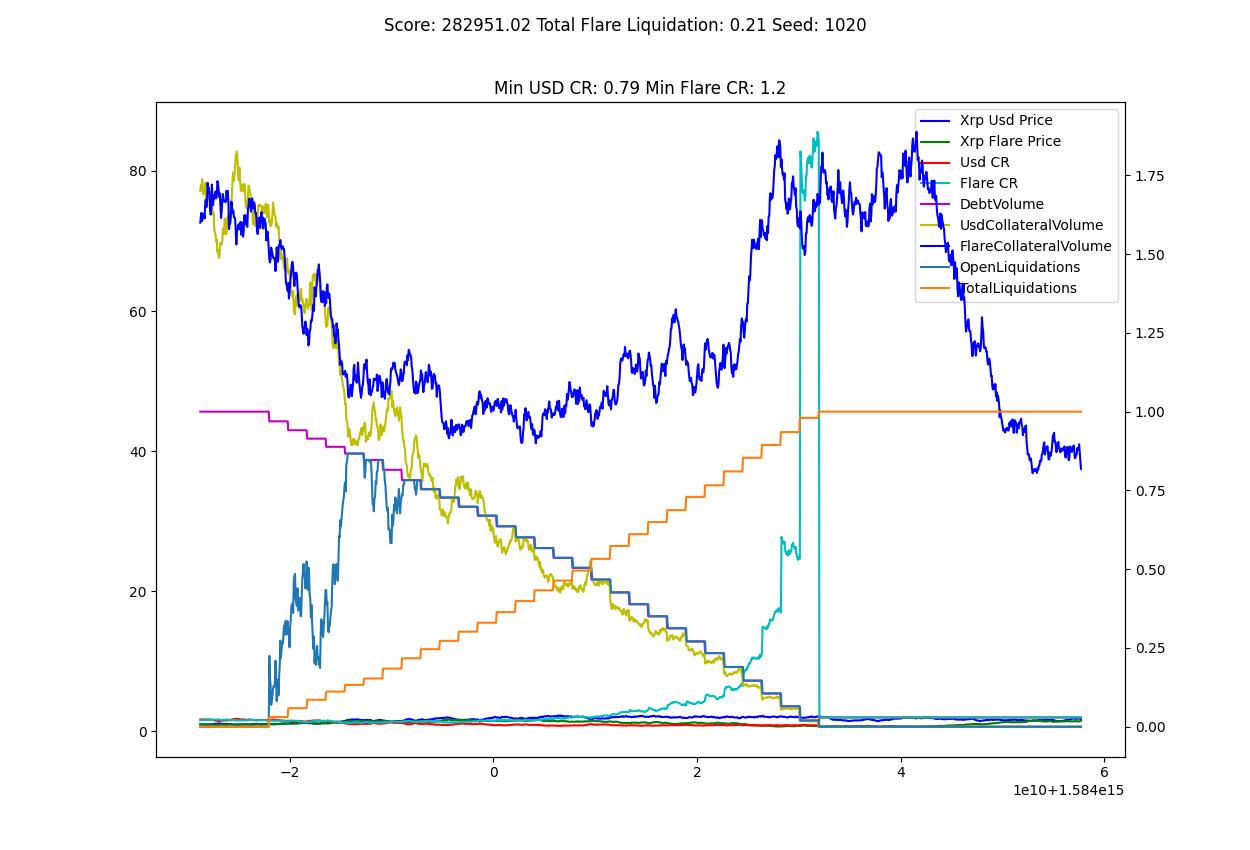 Score: 282951.02 Total Flare Liquidation: 0.21 Seed: 1020
Min USD CR: 0.79 Min Flare CR: 1.2
Xrp Usd Price
Xrp Flare Price
Usd CR
Flare CR
DebtVolume
UsdCollateralVolume
FlareCollateralVolume
OpenLiquidations
TotalLiquidations
80
60
40
20
0
1.75
1.50
1.25
1.00
0.75
0.50
0.25
0.00
−2
0
2
4
6
1e10+1.584e15